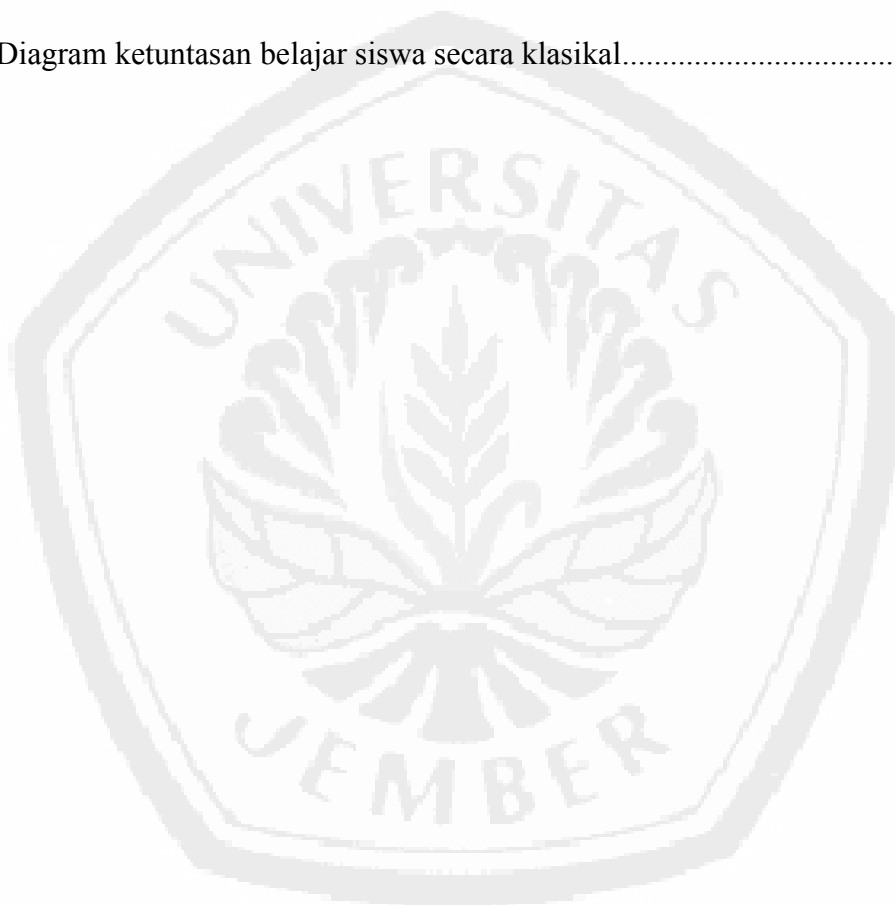 Diagram ketuntasan belajar siswa secara klasikal..................................
UNIVERSITAS
JEMBER